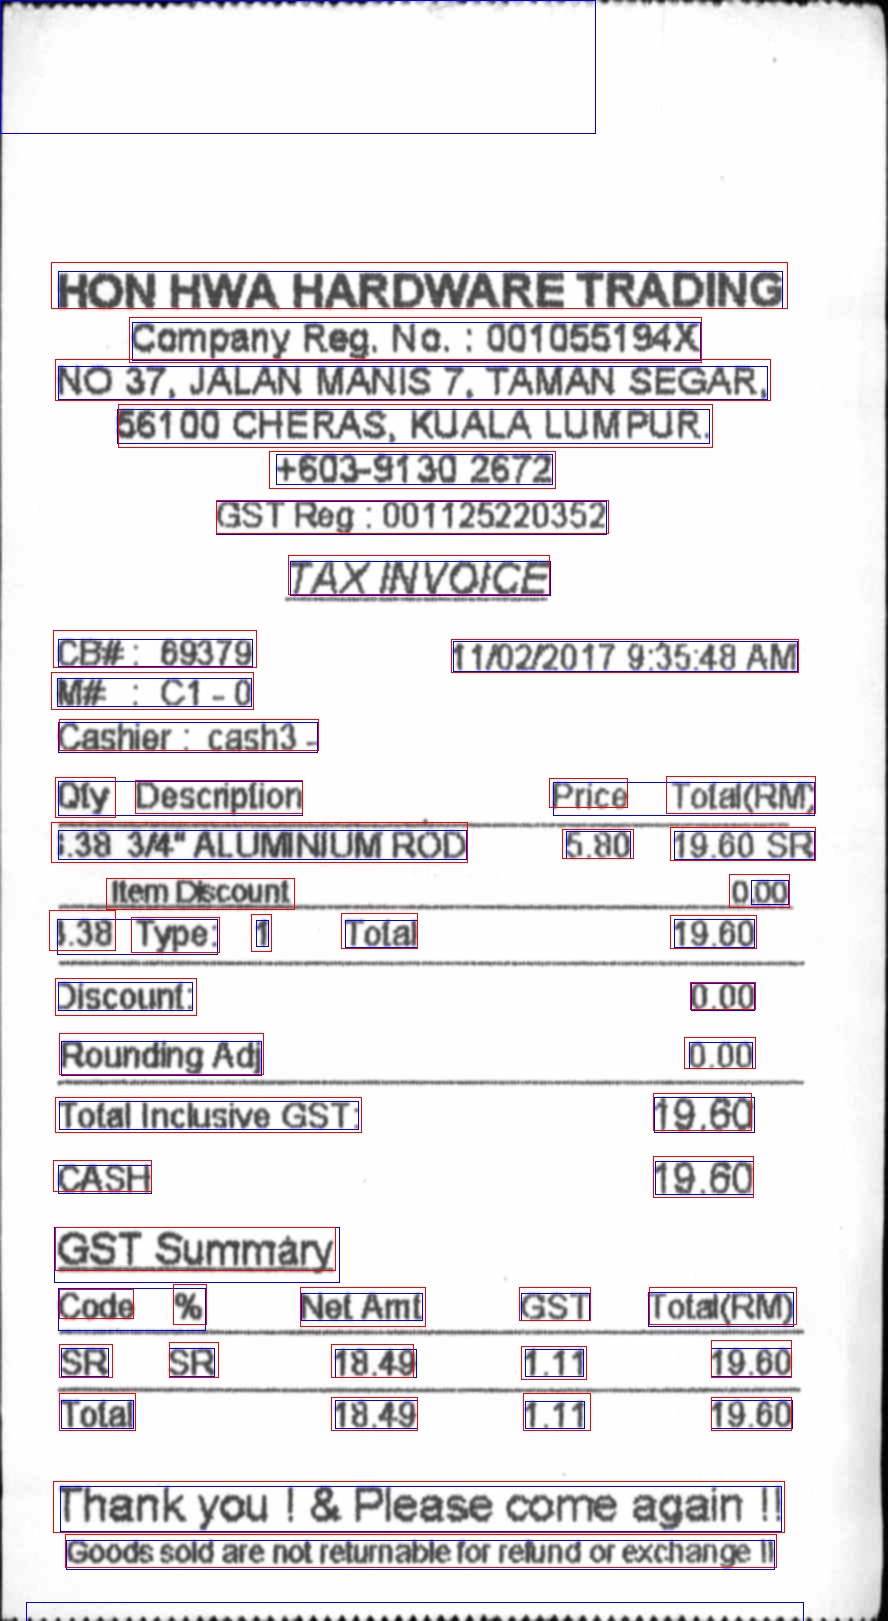 HON HWA HARDWARE TRADING
Company Reg. No. : 001055194X
NO 37, JALAN MANIS 7, TAMAN SEGAR,
56100 CHERAS, KUALA LUMPUR.
+603-9130 2672
GST Reg : 001125220352
TAX INVOICE
CB# : 69379 11/02/2017 9:35:48 AM
M# : C1 - 0
Cashier : cash3 -
Qty Description Price Total(RM)
.38 3/4" ALUMINIUM ROD 5.80 19.60 SR
Item Discount 0.00
.38 Type: 1 Total 19.60
Discount: 0.00
Rounding Adj 0.00
Total Inclusive GST: 19.60
CASH 19.60
GST Summary
Code % Net Amt GST Total(RM)
SR SR 18.49 1.11 19.60
Total 18.49 1.11 19.60
Thank you ! & Please come again !!
Goods sold are not returnable for refund or exchange !!